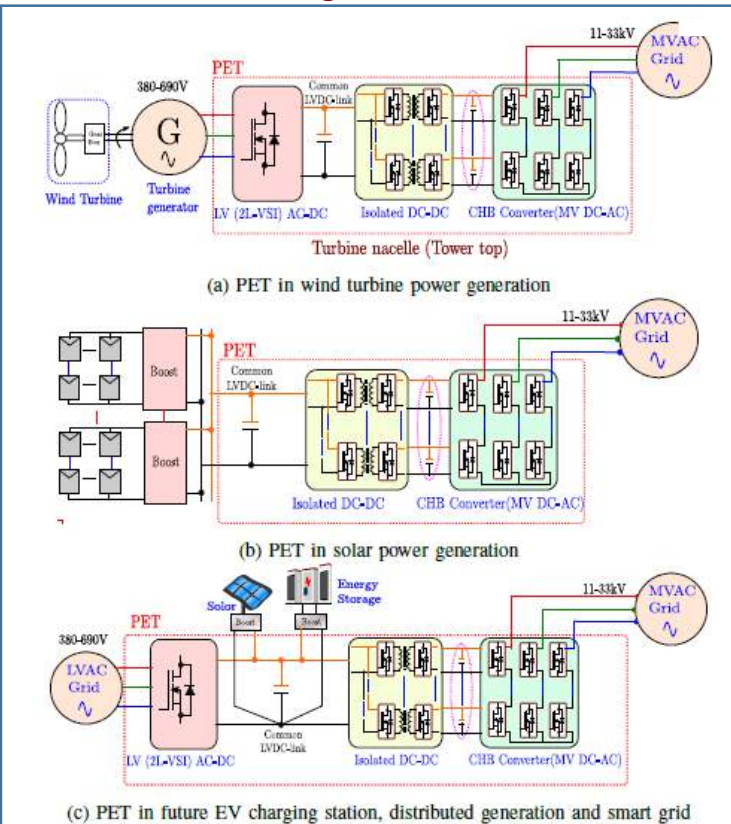 11-33kV
MVAC
Grid
PET
380-690V
Common
LVDC-link
G
Gear
Box
Wind Turbine
Turbine
generator
LV (2L-VSI) AC-DC
Isolated DC-DC
CHB Converter(MV DC-AC)
Turbine nacelle (Tower top)
(a) PET in wind turbine power generation
11-33kV
MVAC
Grid
PET
Boost
Common
LVDC-link
Boost
Isolated DC-DC
CHB Converter(MV DC-AC)
(b) PET in solar power generation
Solor
Energy
Storage
Boost
Boost
11-33kV
MVAC
Grid
380-690V
PET
LVAC
Grid
Common
LVDC-link
LV (2L-VSI) AC-DC
Isolated DC-DC
CHB Converter(MV DC-AC)
(c) PET in future EV charging station, distributed generation and smart grid